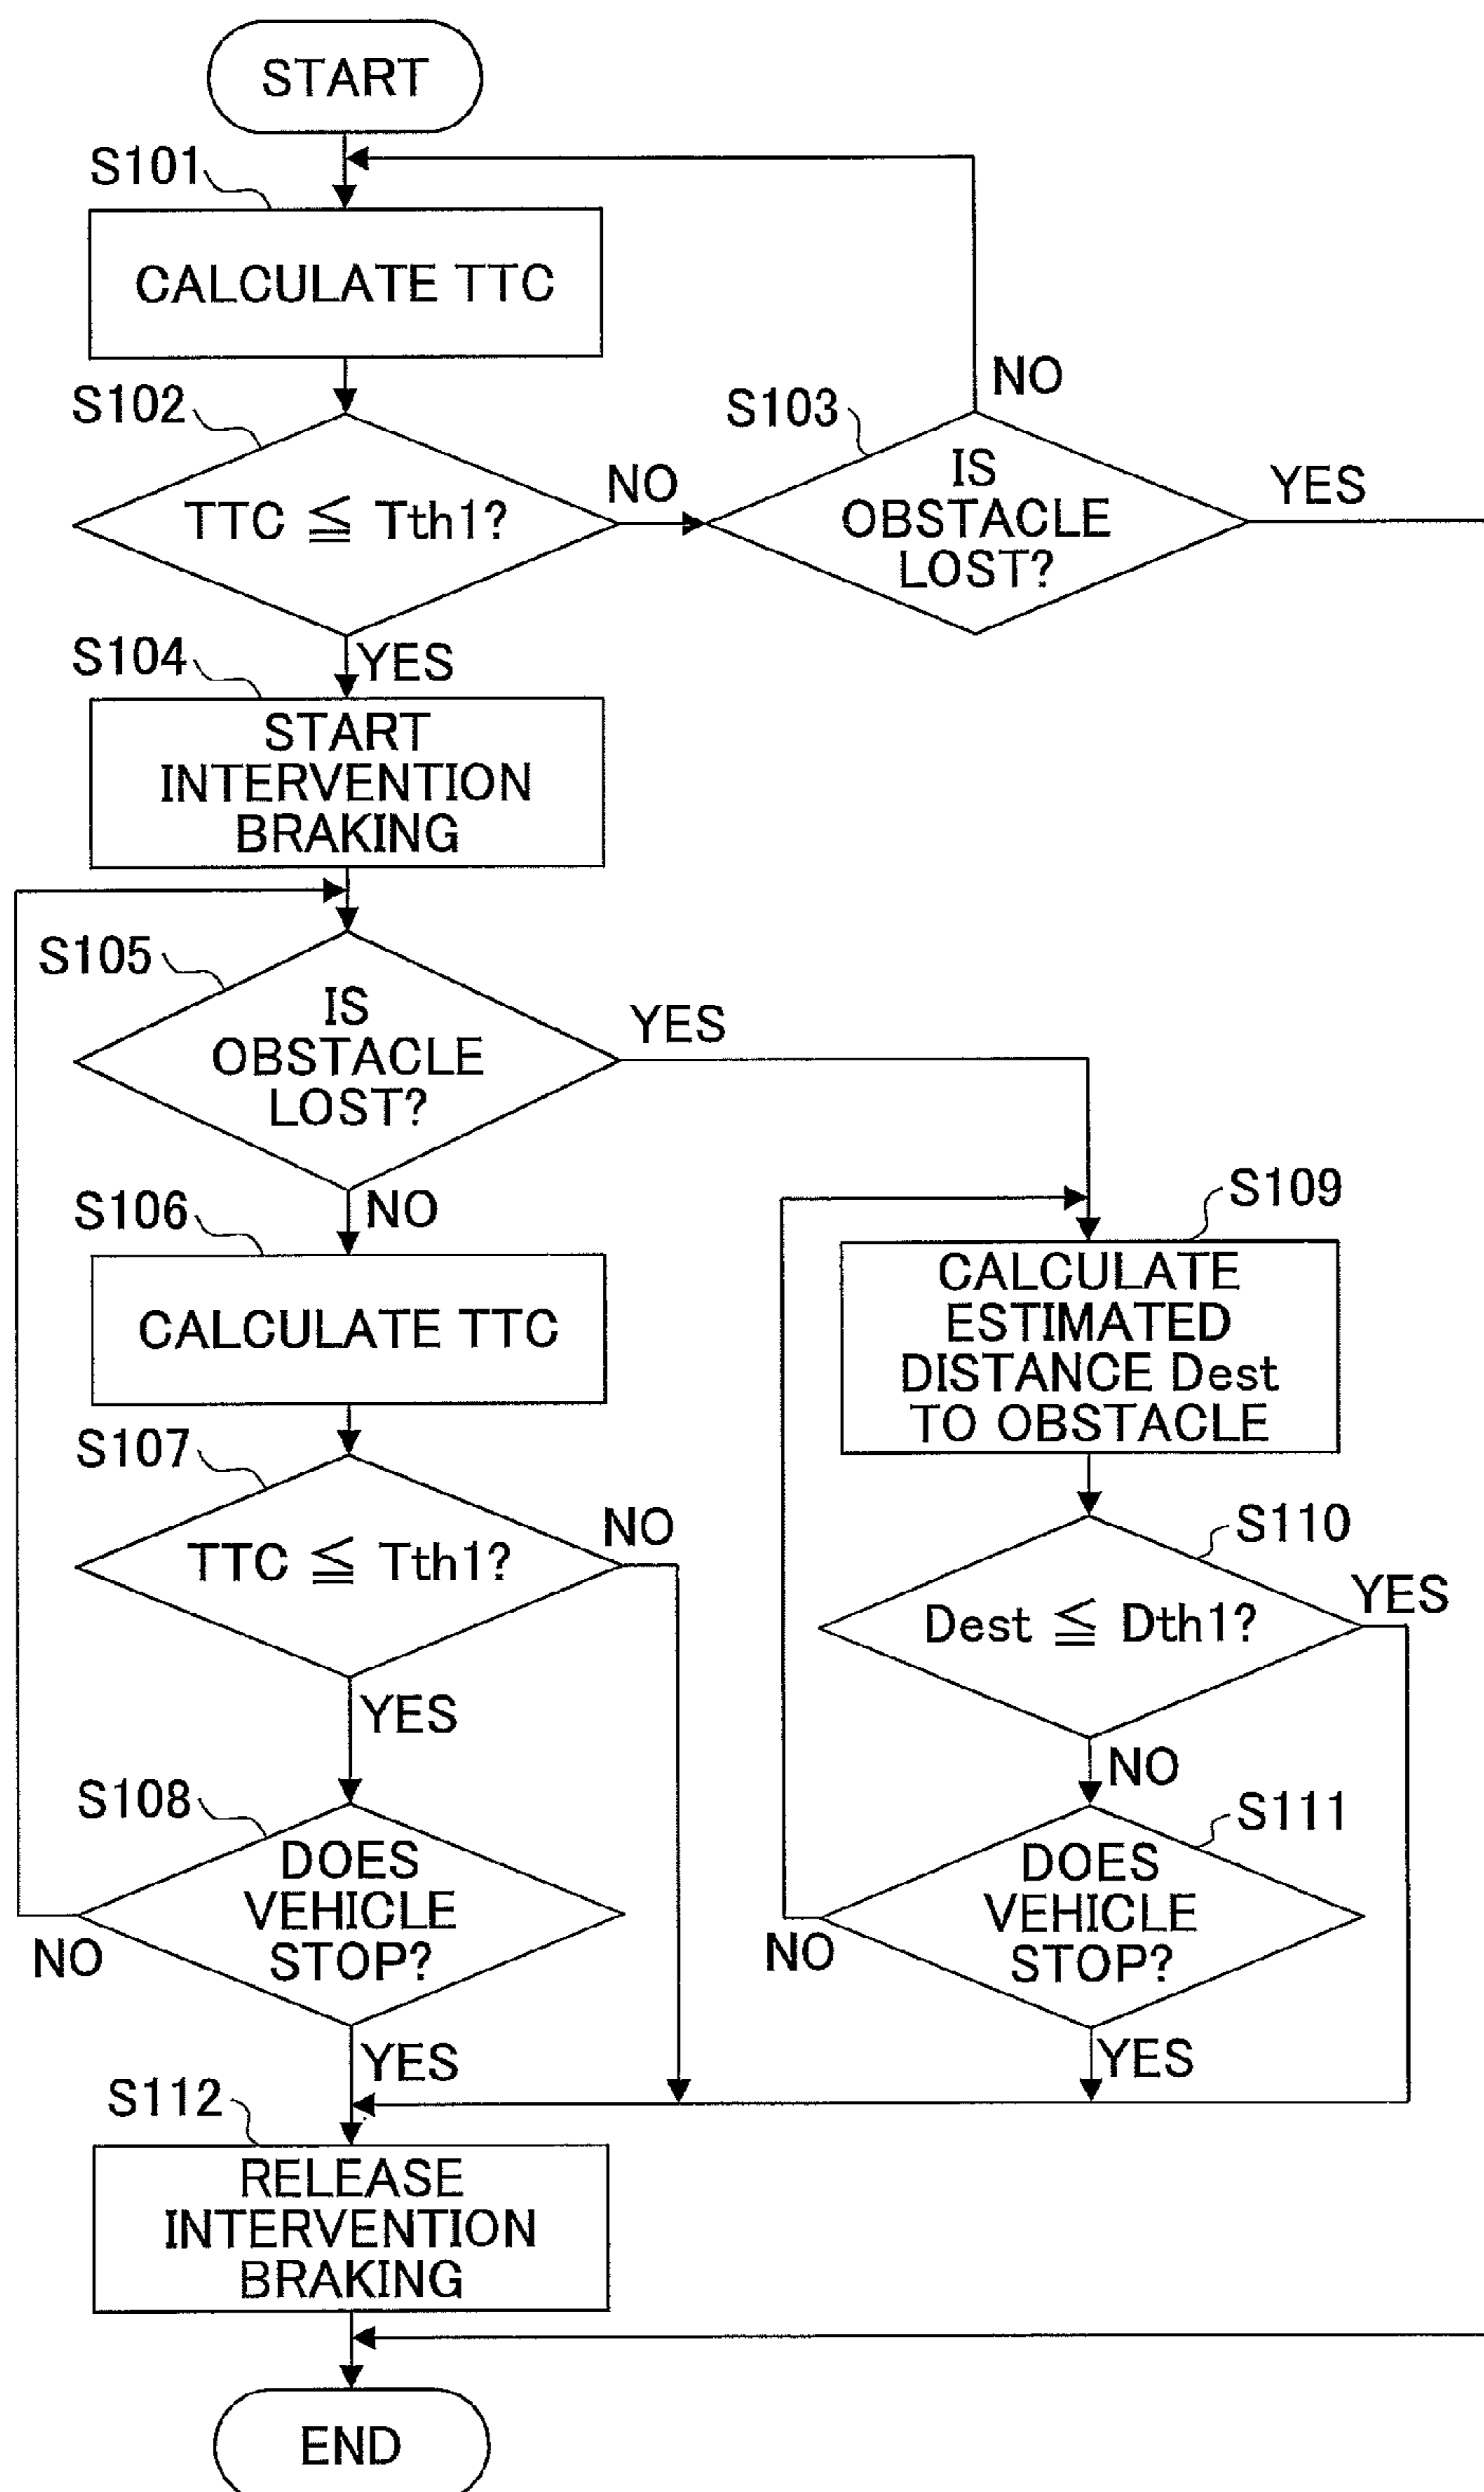 START
S101
CALCULATE TTC
S102
TTC ≦ Tth1?
NO
S103
IS
OBSTACLE
LOST?
NO
YES
YES
S104
START
INTERVENTION
BRAKING
S105
IS
OBSTACLE
LOST?
YES
NO
S106
CALCULATE TTC
S107
TTC ≦ Tth1?
NO
YES
S108
DOES
VEHICLE
STOP?
NO
YES
S109
CALCULATE
ESTIMATED
DISTANCE Dest
TO OBSTACLE
S110
Dest ≦ Dth1?
YES
NO
S111
DOES
VEHICLE
STOP?
NO
YES
S112
RELEASE
INTERVENTION
BRAKING
END